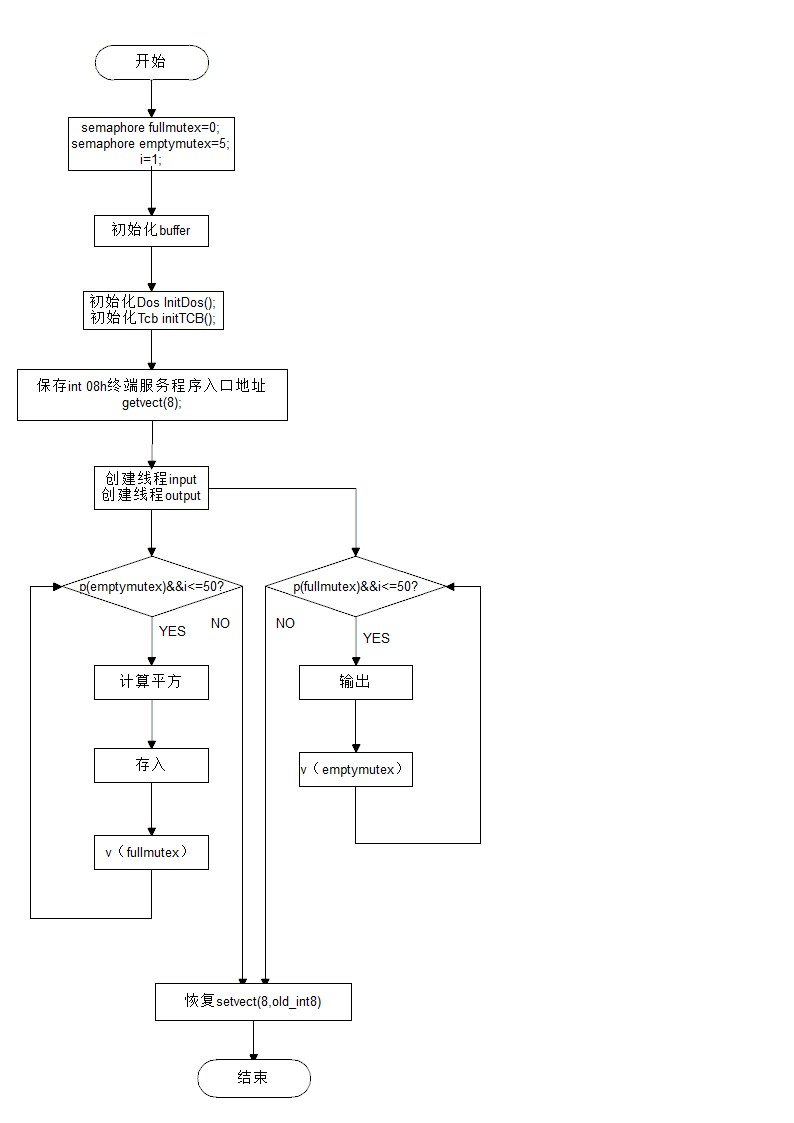 开始
semaphore fullmutex=0;
semaphore emptymutex=5;
i=1;
初始化buffer
初始化Dos InitDos();
初始化Tcb initTCB();
保存int 08h终端服务程序入口地址
getvect(8);
创建线程input
创建线程output
p(emptymutex)&&i<=50?
p(fullmutex)&&i<=50?
YES
NO
NO
YES
计算平方
输出
存入
v（emptymutex）
v（fullmutex）
恢复setvect(8,old_int8)
结束